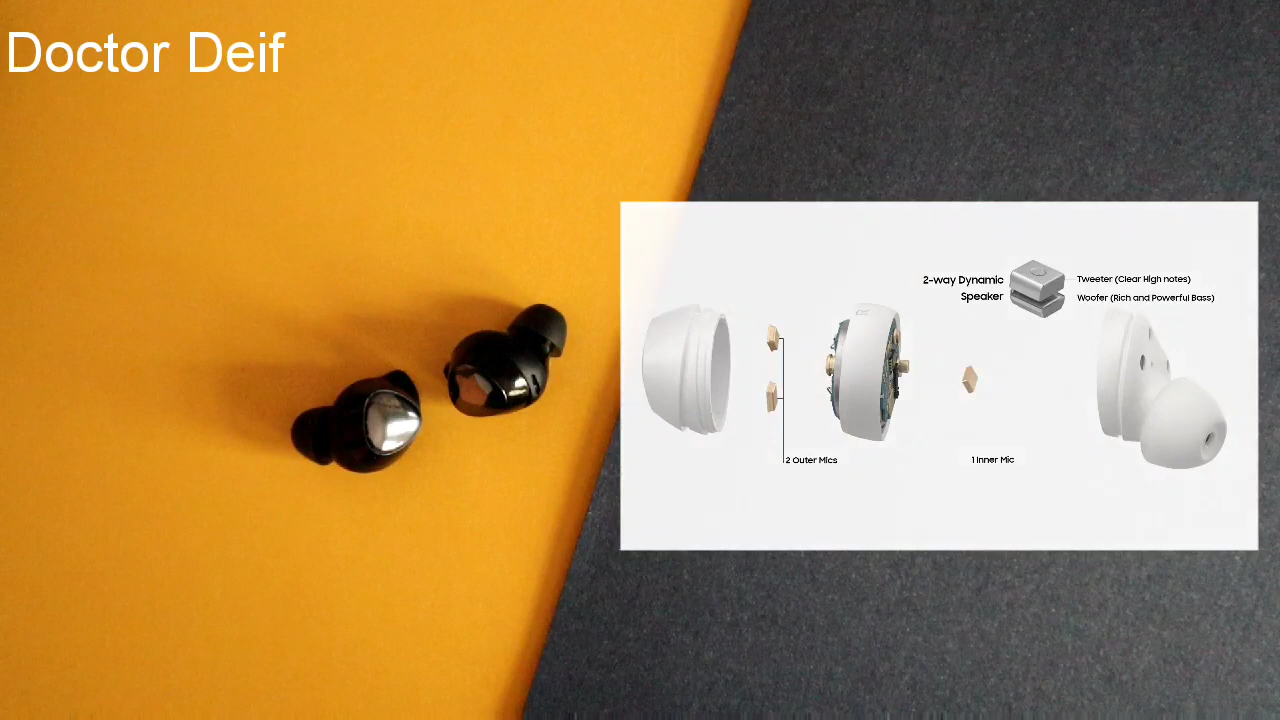 Doctor Deif
2-way Dynamic
Speaker
Tweeter (Clear High notes)
Woofer (Rich and Powerful Bass)
2 Outer Mics
1 Inner Mic